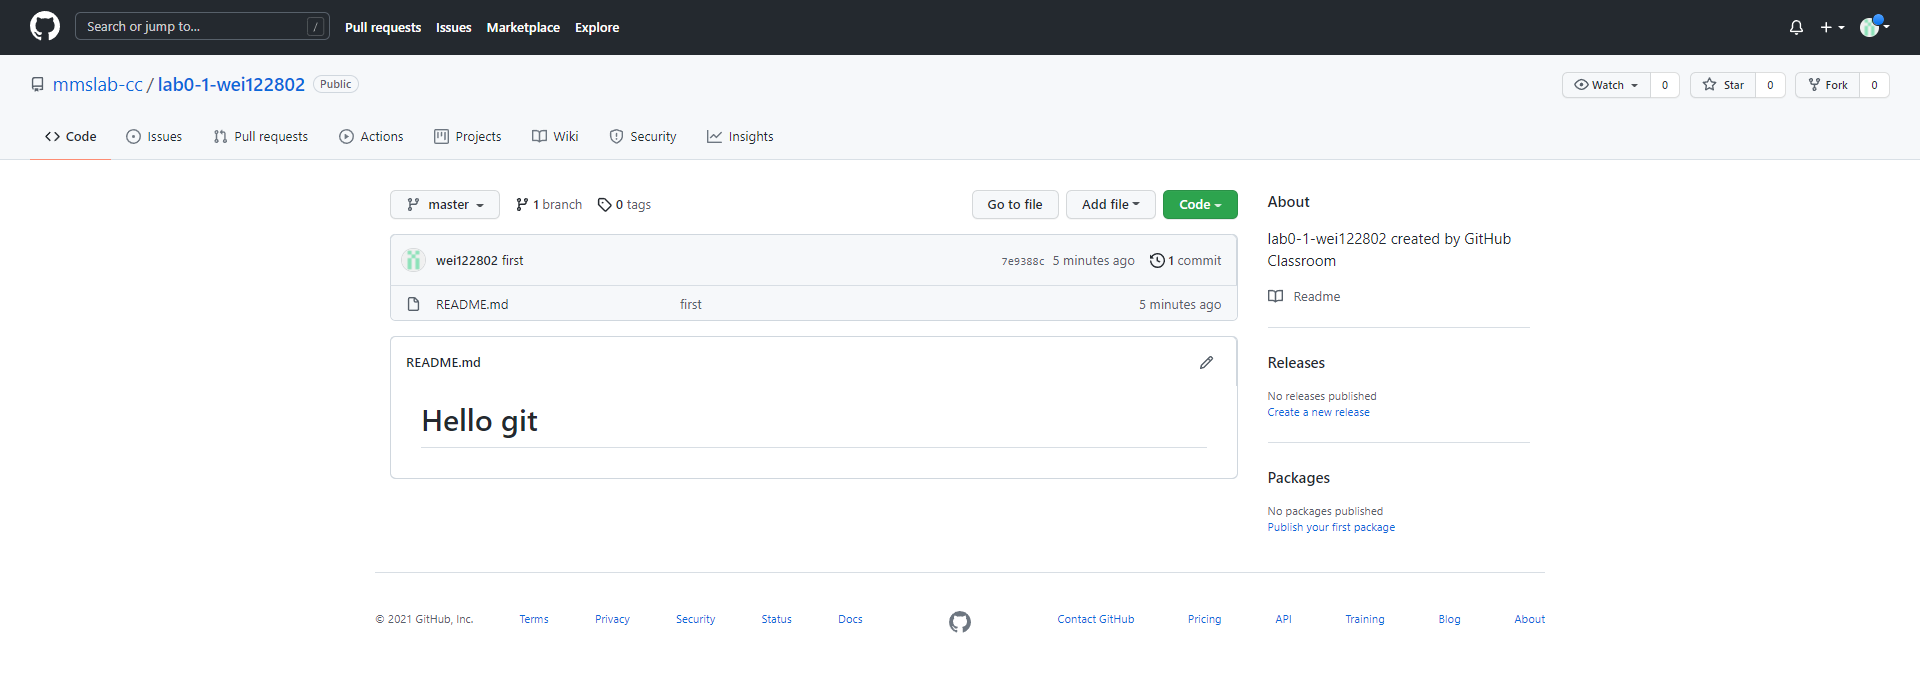 Search or jump to... / Pull requests Issues Marketplace Explore
mmslab-cc / lab0-1-wei122802 Public Watch 0 Star 0 Fork 0
Code Issues Pull requests Actions Projects Wiki Security Insights
master 1 branch 0 tags Go to file Add file Code
wei122802 first 7e9388c 5 minutes ago 1 commit
README.md first 5 minutes ago
README.md
Hello git
About
lab0-1-wei122802 created by GitHub
Classroom
Readme
Releases
No releases published
Create a new release
Packages
No packages published
Publish your first package
© 2021 GitHub, Inc. Terms Privacy Security Status Docs Contact GitHub Pricing API Training Blog About